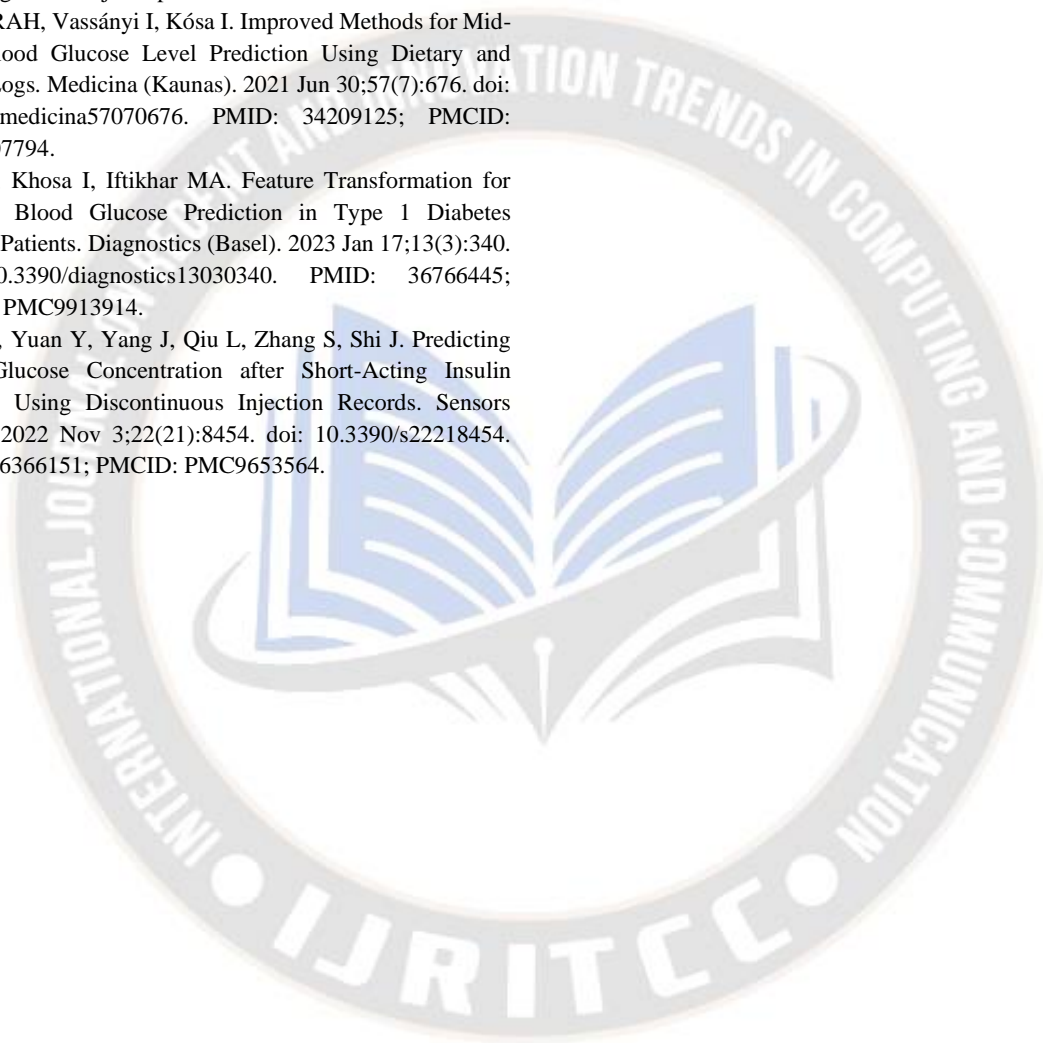 RAH, Vassányi I, Kósa I. Improved Methods for Mid-
lood Glucose Level Prediction Using Dietary and
ogs. Medicina (Kaunas). 2021 Jun 30;57(7):676. doi:
medicina57070676. PMID: 34209125; PMCID:
7794.
Khosa I, Iftikhar MA. Feature Transformation for
Blood Glucose Prediction in Type 1 Diabetes
Patients. Diagnostics (Basel). 2023 Jan 17;13(3):340.
0.3390/diagnostics13030340. PMID: 36766445;
PMC9913914.
, Yuan Y, Yang J, Qiu L, Zhang S, Shi J. Predicting
Glucose Concentration after Short-Acting Insulin
Using Discontinuous Injection Records. Sensors
2022 Nov 3;22(21):8454. doi: 10.3390/s22218454.
6366151; PMCID: PMC9653564.
INTERNATIONAL JOURNAL ON RECENT AND INNOVATION TRENDS IN COMPUTING AND COMMUNICATION
IJRITCC